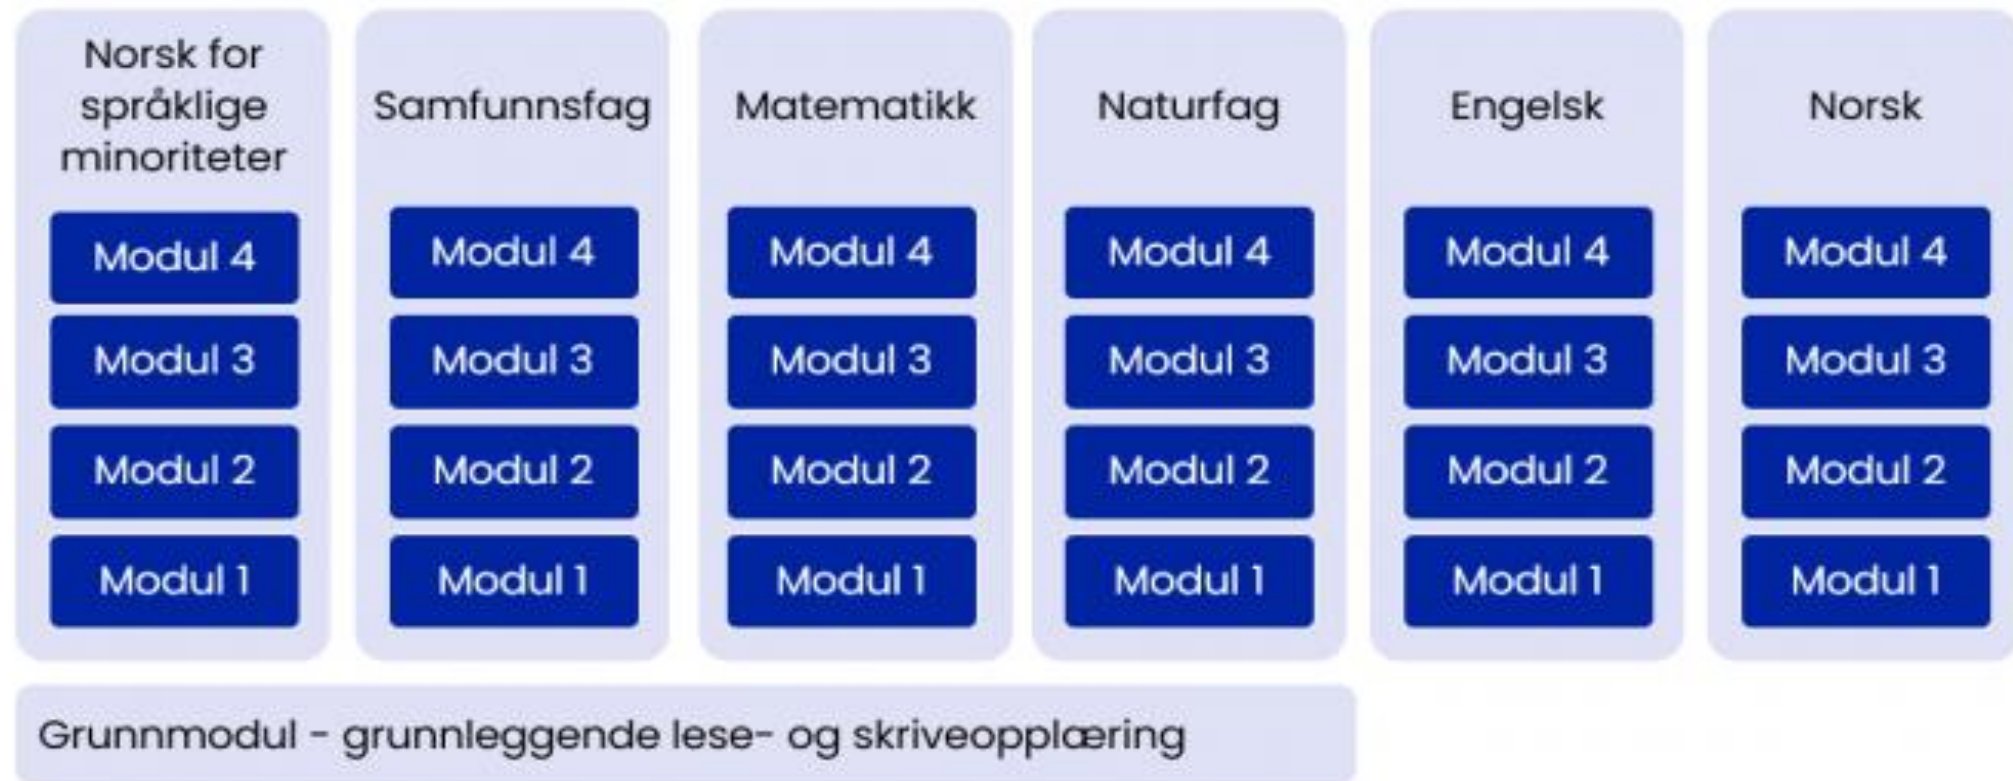 Norsk for
språklige
minoriteter
Modul 4
Modul 3
Modul 2
Modul 1
Samfunnsfag
Modul 4
Modul 3
Modul 2
Modul 1
Matematikk
Modul 4
Modul 3
Modul 2
Modul 1
Naturfag
Modul 4
Modul 3
Modul 2
Modul 1
Engelsk
Modul 4
Modul 3
Modul 2
Modul 1
Norsk
Modul 4
Modul 3
Modul 2
Modul 1
Grunnmodul - grunnleggende lese- og skriveopplæring